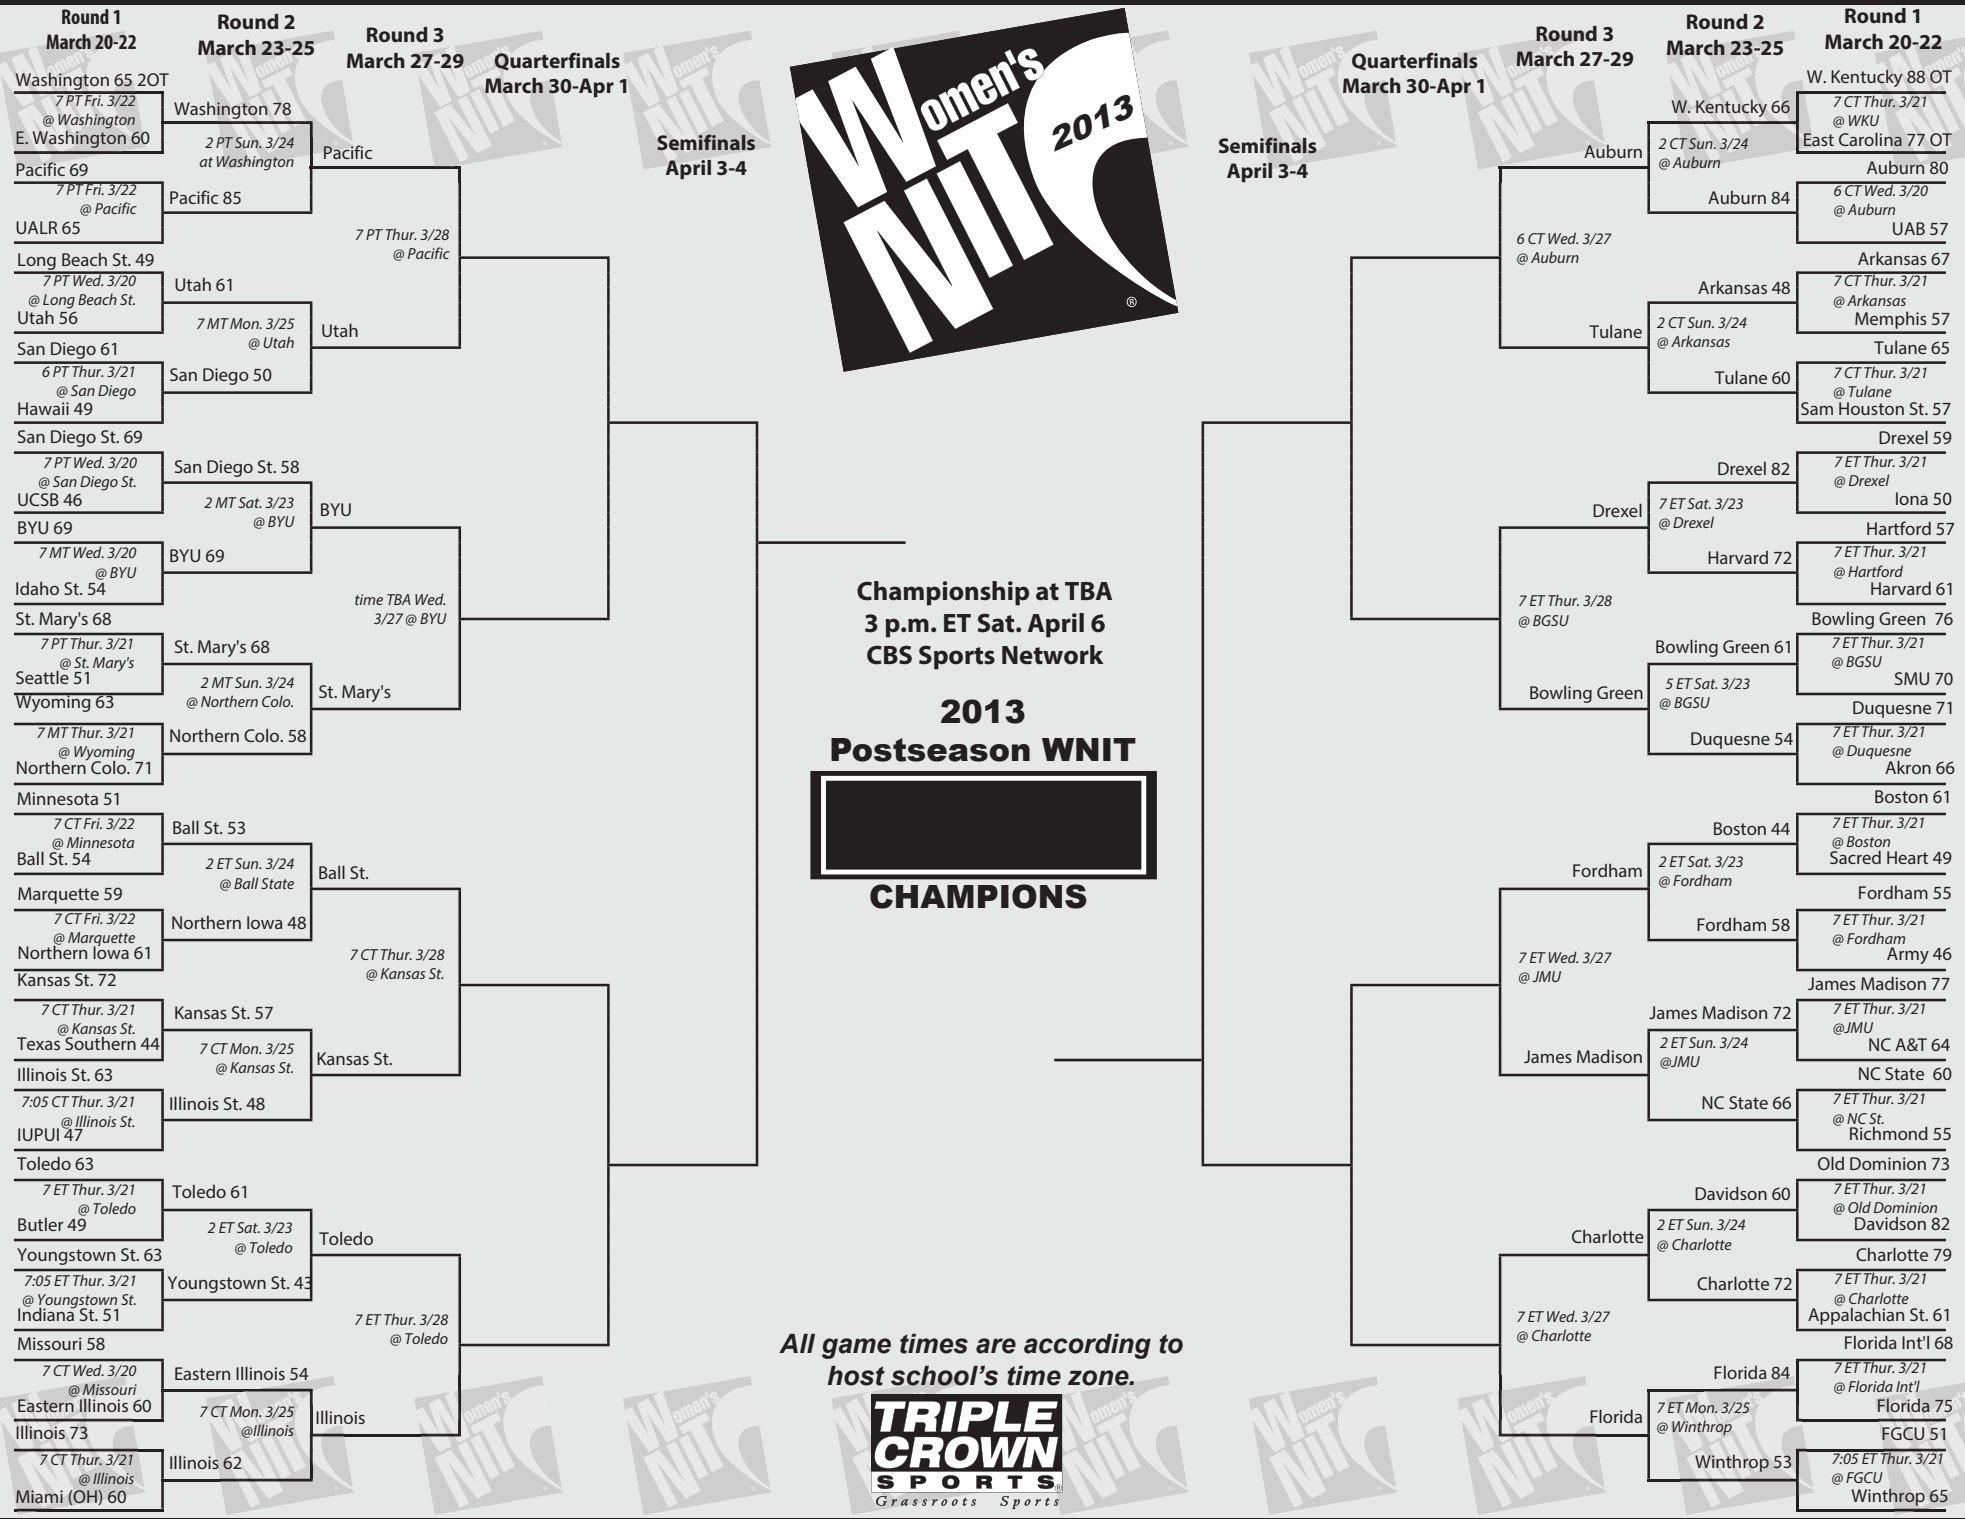 Round 1
March 20-22
Round 2
March 23-25
Round 3
March 27-29
Quarterfinals
March 30-Apr 1
Semifinals
April 3-4
Women's
NIT
2013
®
Semifinals
April 3-4
Quarterfinals
March 30-Apr 1
Round 3
March 27-29
Round 2
March 23-25
Round 1
March 20-22
Washington 65 2OT
7 PT Fri. 3/22
@ Washington
E. Washington 60
Pacific 69
7 PT Fri. 3/22
@ Pacific
UALR 65
Long Beach St. 49
7 PT Wed. 3/20
@ Long Beach St.
Utah 56
San Diego 61
6 PT Thur. 3/21
@ San Diego
Hawaii 49
San Diego St. 69
7 PT Wed. 3/20
@ San Diego St.
UCSB 46
BYU 69
7 MT Wed. 3/20
@ BYU
Idaho St. 54
St. Mary's 68
7 PT Thur. 3/21
@ St. Mary's
Seattle 51
Wyoming 63
7 MT Thur. 3/21
@ Wyoming
Northern Colo. 71
Minnesota 51
7 CT Fri. 3/22
@ Minnesota
Ball St. 54
Marquette 59
7 CT Fri. 3/22
@ Marquette
Northern Iowa 61
Kansas St. 72
7 CT Thur. 3/21
@ Kansas St.
Texas Southern 44
Illinois St. 63
7:05 CT Thur. 3/21
@ Illinois St.
IUPUI 47
Toledo 63
7 ET Thur. 3/21
@ Toledo
Butler 49
Youngstown St. 63
7:05 ET Thur. 3/21
@ Youngstown St.
Indiana St. 51
Missouri 58
7 CT Wed. 3/20
@ Missouri
Eastern Illinois 60
Illinois 73
7 CT Thur. 3/21
@ Illinois
Miami (OH) 60
Washington 78
2 PT Sun. 3/24
at Washington
Pacific 85
Utah 61
7 MT Mon. 3/25
@ Utah
San Diego 50
San Diego St. 58
2 MT Sat. 3/23
@ BYU
BYU 69
St. Mary's 68
2 MT Sun. 3/24
@ Northern Colo.
Northern Colo. 58
Ball St. 53
2 ET Sun. 3/24
@ Ball State
Northern Iowa 48
Kansas St. 57
7 CT Mon. 3/25
@ Kansas St.
Illinois St. 48
Toledo 61
2 ET Sat. 3/23
@ Toledo
Youngstown St. 43
Eastern Illinois 54
7 CT Mon. 3/25
@Illinois
Illinois 62
Pacific
7 PT Thur. 3/28
@ Pacific
Utah
BYU
time TBA Wed.
3/27 @ BYU
St. Mary's
Ball St.
7 CT Thur. 3/28
@ Kansas St.
Kansas St.
Toledo
7 ET Thur. 3/28
@ Toledo
Illinois
Championship at TBA
3 p.m. ET Sat. April 6
CBS Sports Network
2013
Postseason WNIT
CHAMPIONS
All game times are according to
host school’s time zone.
TRIPLE
CROWN
SPORTS®
Grassroots Sports
Auburn
6 CT Wed. 3/27
@ Auburn
Tulane
Drexel
7 ET Thur. 3/28
@ BGSU
Bowling Green
Fordham
7 ET Wed. 3/27
@ JMU
James Madison
Charlotte
7 ET Wed. 3/27
@ Charlotte
Florida
W. Kentucky 66
2 CT Sun. 3/24
@ Auburn
Auburn 84
Arkansas 48
2 CT Sun. 3/24
@ Arkansas
Tulane 60
Drexel 82
7 ET Sat. 3/23
@ Drexel
Harvard 72
Bowling Green 61
5 ET Sat. 3/23
@ BGSU
Duquesne 54
Boston 44
2 ET Sat. 3/23
@ Fordham
Fordham 58
James Madison 72
2 ET Sun. 3/24
@JMU
NC State 66
Davidson 60
2 ET Sun. 3/24
@ Charlotte
Charlotte 72
Florida 84
7 ET Mon. 3/25
@ Winthrop
Winthrop 53
W. Kentucky 88 OT
7 CT Thur. 3/21
@ WKU
East Carolina 77 OT
Auburn 80
6 CT Wed. 3/20
@ Auburn
UAB 57
Arkansas 67
7 CT Thur. 3/21
@ Arkansas
Memphis 57
Tulane 65
7 CT Thur. 3/21
@ Tulane
Sam Houston St. 57
Drexel 59
7 ET Thur. 3/21
@ Drexel
Iona 50
Hartford 57
7 ET Thur. 3/21
@ Hartford
Harvard 61
Bowling Green 76
7 ET Thur. 3/21
@ BGSU
SMU 70
Duquesne 71
7 ET Thur. 3/21
@ Duquesne
Akron 66
Boston 61
7 ET Thur. 3/21
@ Boston
Sacred Heart 49
Fordham 55
7 ET Thur. 3/21
@ Fordham
Army 46
James Madison 77
7 ET Thur. 3/21
@JMU
NC A&T 64
NC State 60
7 ET Thur. 3/21
@ NC St.
Richmond 55
Old Dominion 73
7 ET Thur. 3/21
@ Old Dominion
Davidson 82
Charlotte 79
7 ET Thur. 3/21
@ Charlotte
Appalachian St. 61
Florida Int'l 68
7 ET Thur. 3/21
@ Florida Int'l
Florida 75
FGCU 51
7:05 ET Thur. 3/21
@ FGCU
Winthrop 65